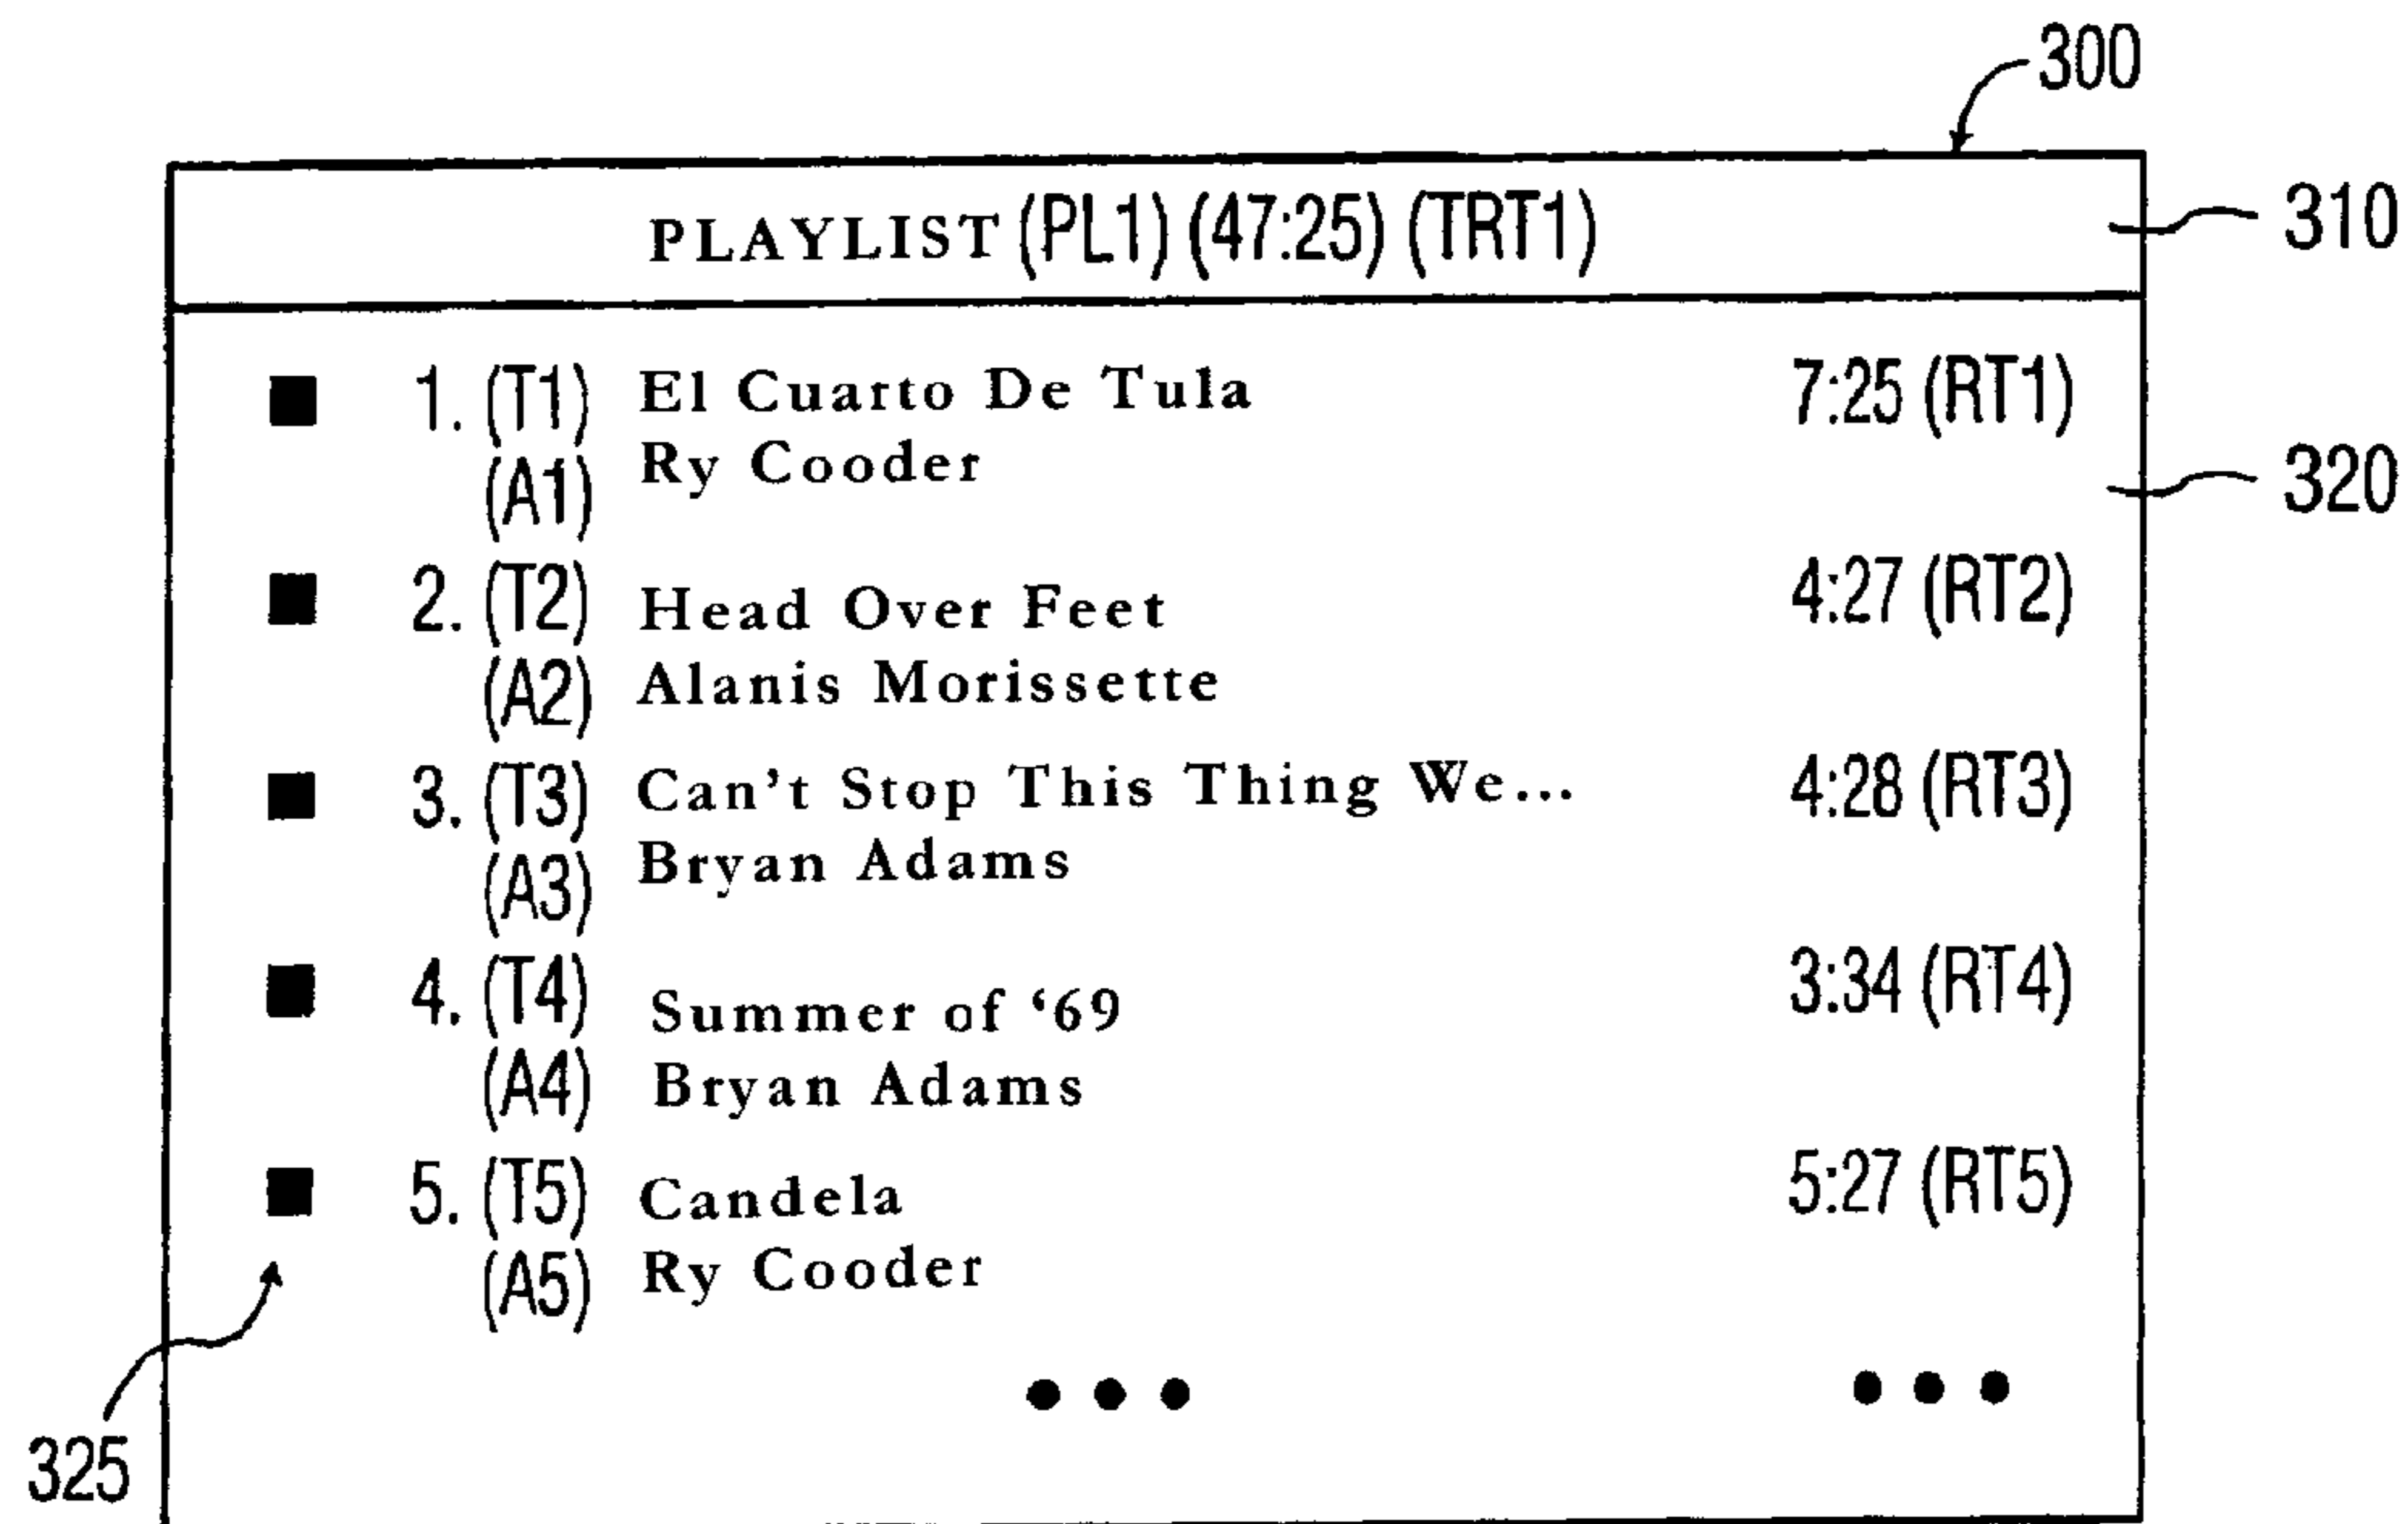 300
PLAYLIST (PL1) (47:25) (TRT1)
310
1. (T1) El Cuarto De Tula 7:25 (RT1)
(A1) Ry Cooder
320
2. (T2) Head Over Feet 4:27 (RT2)
(A2) Alanis Morissette
3. (T3) Can't Stop This Thing We... 4:28 (RT3)
(A3) Bryan Adams
4. (T4) Summer of ‘69 3:34 (RT4)
(A4) Bryan Adams
5. (T5) Candela 5:27 (RT5)
(A5) Ry Cooder
• • • • • •
325